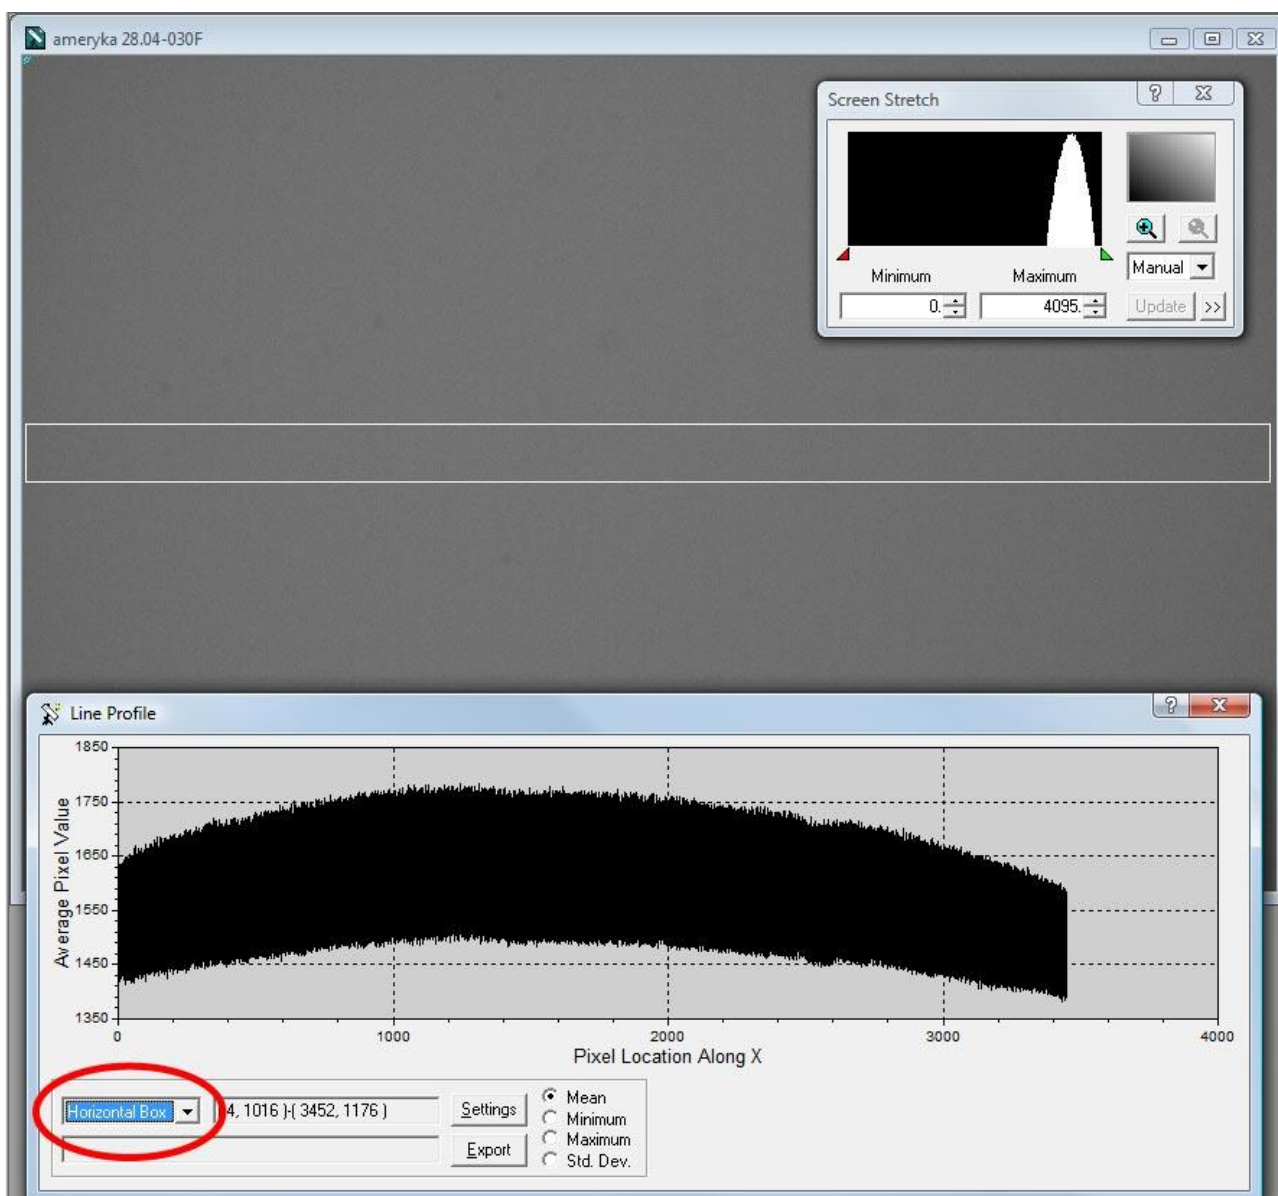 ameryka 28.04-030F
Screen Stretch
Minimum
Maximum
Manual
0.
4095.
Update
>>
Line Profile
1850
1750
1650
1550
1450
1350
Average Pixel Value
0
1000
2000
3000
4000
Pixel Location Along X
Horizontal Box
4, 1016 )-( 3452, 1176 )
Settings
Export
Mean
Minimum
Maximum
Std. Dev.